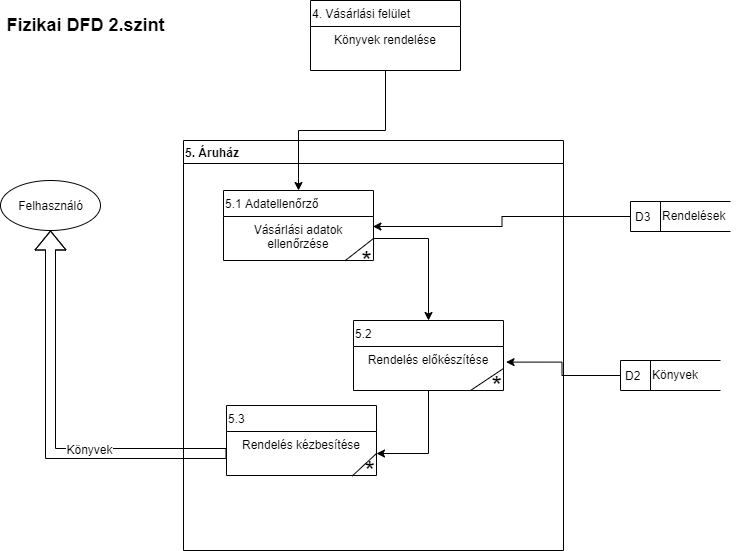 Fizikai DFD 2.szint
4. Vásárlási felület
Könyvek rendelése
5. Áruház
Felhasználó
5.1 Adatellenőrző
Vásárlási adatok
ellenőrzése
*
D3 Rendelések
5.2
Rendelés előkészítése
*
D2 Könyvek
5.3
Rendelés kézbesítése
*
Könyvek